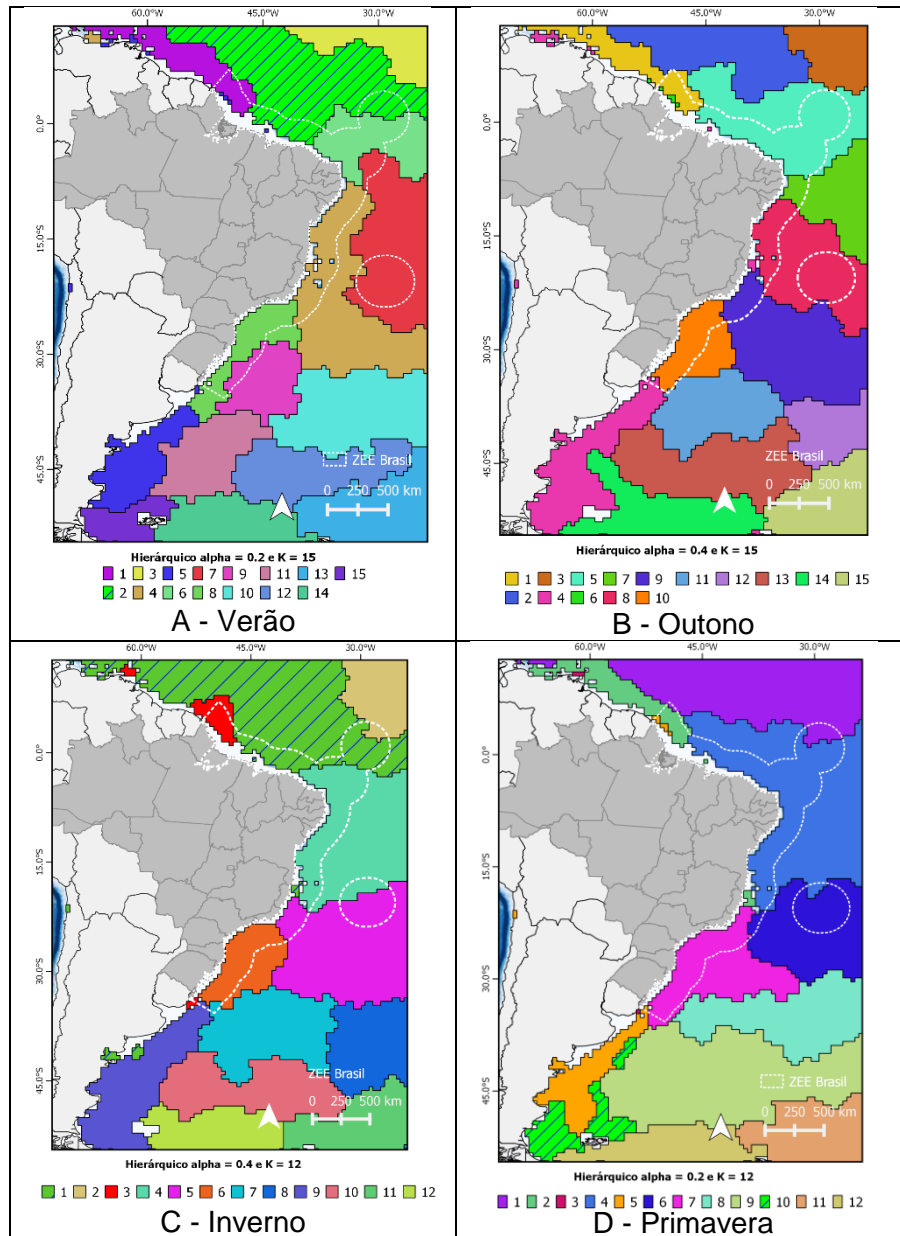 60.0°W 45.0°W 30.0°W
0.0°
15.0°S
30.0°S
45.0°S
ZEE Brasil
0 250 500 km
Hierárquico alpha = 0.2 e K = 15
1 3 5 7 9 11 13 15
2 4 6 8 10 12 14
A - Verão
60.0°W 45.0°W 30.0°W
0.0°
15.0°S
30.0°S
45.0°S
ZEE Brasil
0 250 500 km
Hierárquico alpha = 0.4 e K = 15
1 3 5 7 9 11 12 13 14 15
2 4 6 8 10
B - Outono
60.0°W 45.0°W 30.0°W
0.0°
15.0°S
30.0°S
45.0°S
ZEE Brasil
0 250 500 km
Hierárquico alpha = 0.4 e K = 12
1 2 3 4 5 6 7 8 9 10 11 12
C - Inverno
60.0°W 45.0°W 30.0°W
0.0°
15.0°S
30.0°S
45.0°S
ZEE Brasil
0 250 500 km
Hierárquico alpha = 0.2 e K = 12
1 2 3 4 5 6 7 8 9 10 11 12
D - Primavera